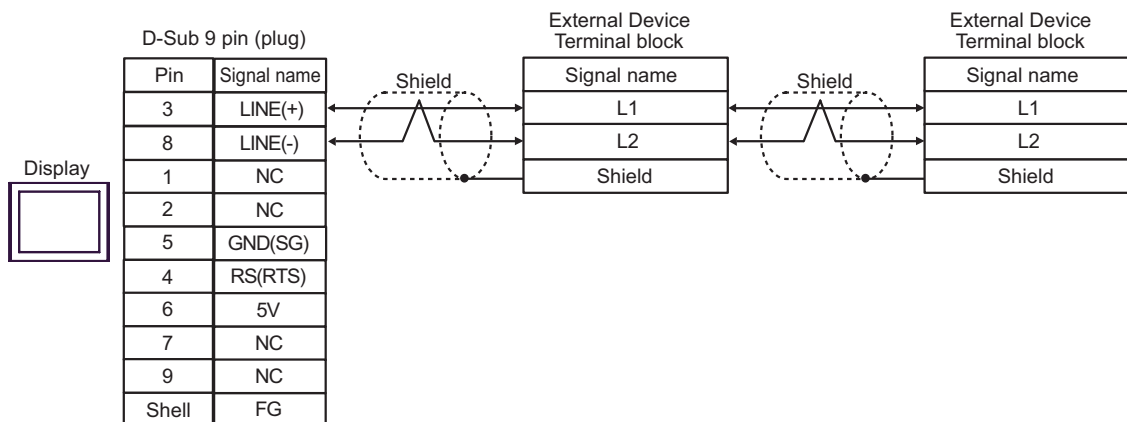 D-Sub 9 pin (plug)
External Device
Terminal block
External Device
Terminal block
Pin Signal name
Shield
Signal name
Shield
Signal name
3 LINE(+)
L1
L1
8 LINE(-)
L2
L2
Display
1 NC
Shield
Shield
2 NC
5 GND(SG)
4 RS(RTS)
6 5V
7 NC
9 NC
Shell FG